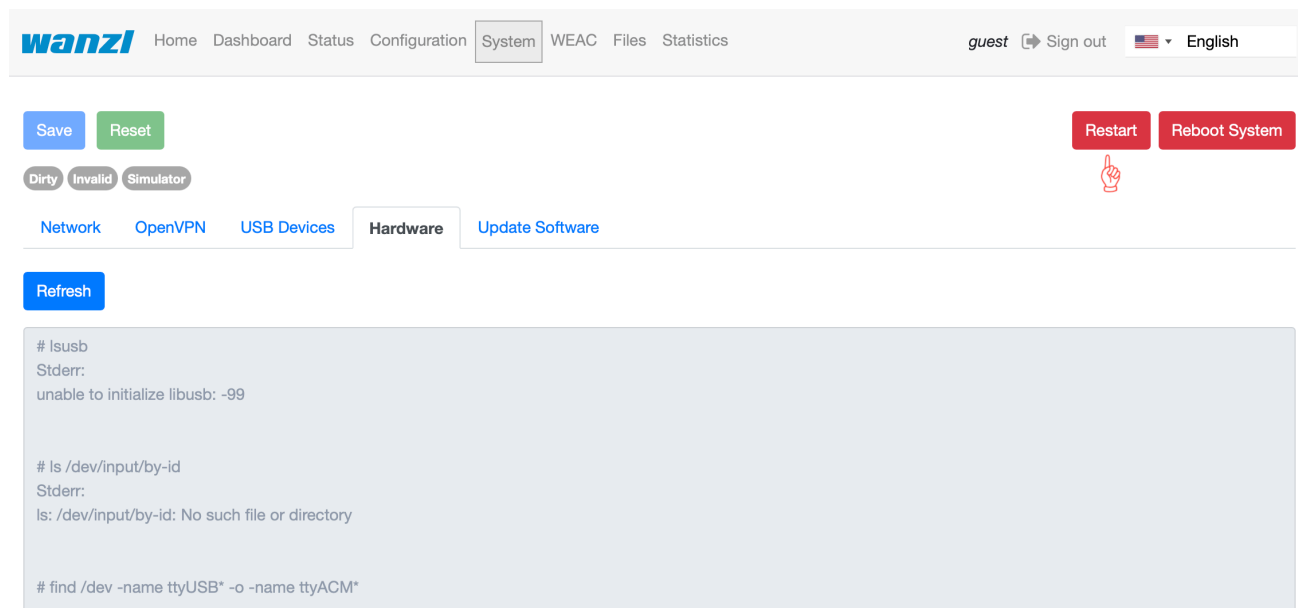 wanzl Home Dashboard Status Configuration System WEAC Files Statistics guest Sign out English
Save Reset Restart Reboot System
Dirty Invalid Simulator
Network OpenVPN USB Devices Hardware Update Software
Refresh
# lsusb
Stderr:
unable to initialize libusb: -99
# ls /dev/input/by-id
Stderr:
ls: /dev/input/by-id: No such file or directory
# find /dev -name ttyUSB* -o -name ttyACM*